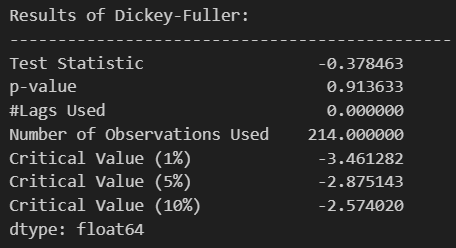 Results of Dickey-Fuller:
---------------------------------------------
Test Statistic -0.378463
p-value 0.913633
#Lags Used 0.000000
Number of Observations Used 214.000000
Critical Value (1%) -3.461282
Critical Value (5%) -2.875143
Critical Value (10%) -2.574020
dtype: float64